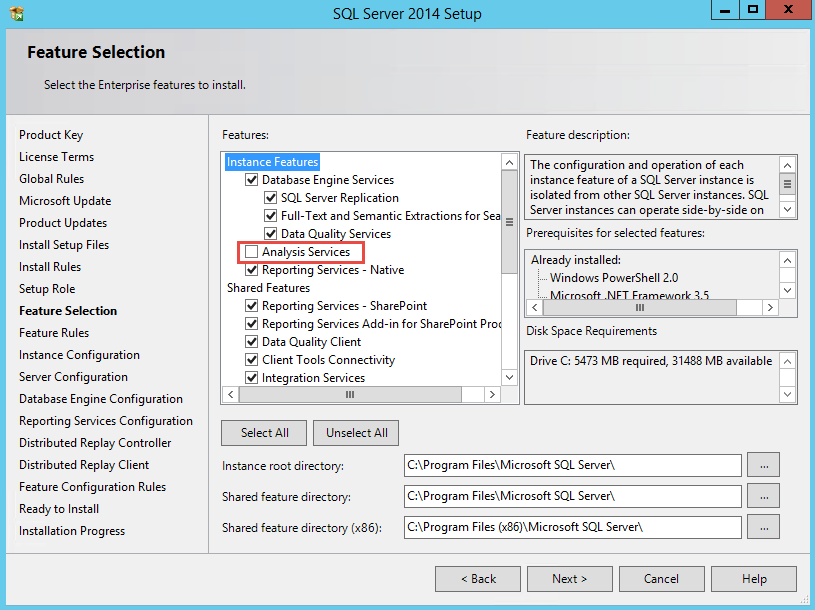 SQL Server 2014 Setup
Feature Selection
Select the Enterprise features to install.
Product Key
License Terms
Global Rules
Microsoft Update
Product Updates
Install Setup Files
Install Rules
Setup Role
Feature Selection
Feature Rules
Instance Configuration
Server Configuration
Database Engine Configuration
Reporting Services Configuration
Distributed Replay Controller
Distributed Replay Client
Feature Configuration Rules
Ready to Install
Installation Progress
Features:
Instance Features
Database Engine Services
SQL Server Replication
Full-Text and Semantic Extractions for Sea
Data Quality Services
Analysis Services
Reporting Services - Native
Shared Features
Reporting Services - SharePoint
Reporting Services Add-in for SharePoint Proc
Data Quality Client
Client Tools Connectivity
Integration Services
Feature description:
The configuration and operation of each
instance feature of a SQL Server instance is
isolated from other SQL Server instances. SQL
Server instances can operate side-by-side on
Prerequisites for selected features:
Already installed:
Windows PowerShell 2.0
Microsoft .NET Framework 3.5
Disk Space Requirements
Drive C: 5473 MB required, 31488 MB available
Select All
Unselect All
Instance root directory:
C:\Program Files\Microsoft SQL Server\
...
Shared feature directory:
C:\Program Files\Microsoft SQL Server\
...
Shared feature directory (x86):
C:\Program Files (x86)\Microsoft SQL Server\
...
< Back
Next >
Cancel
Help